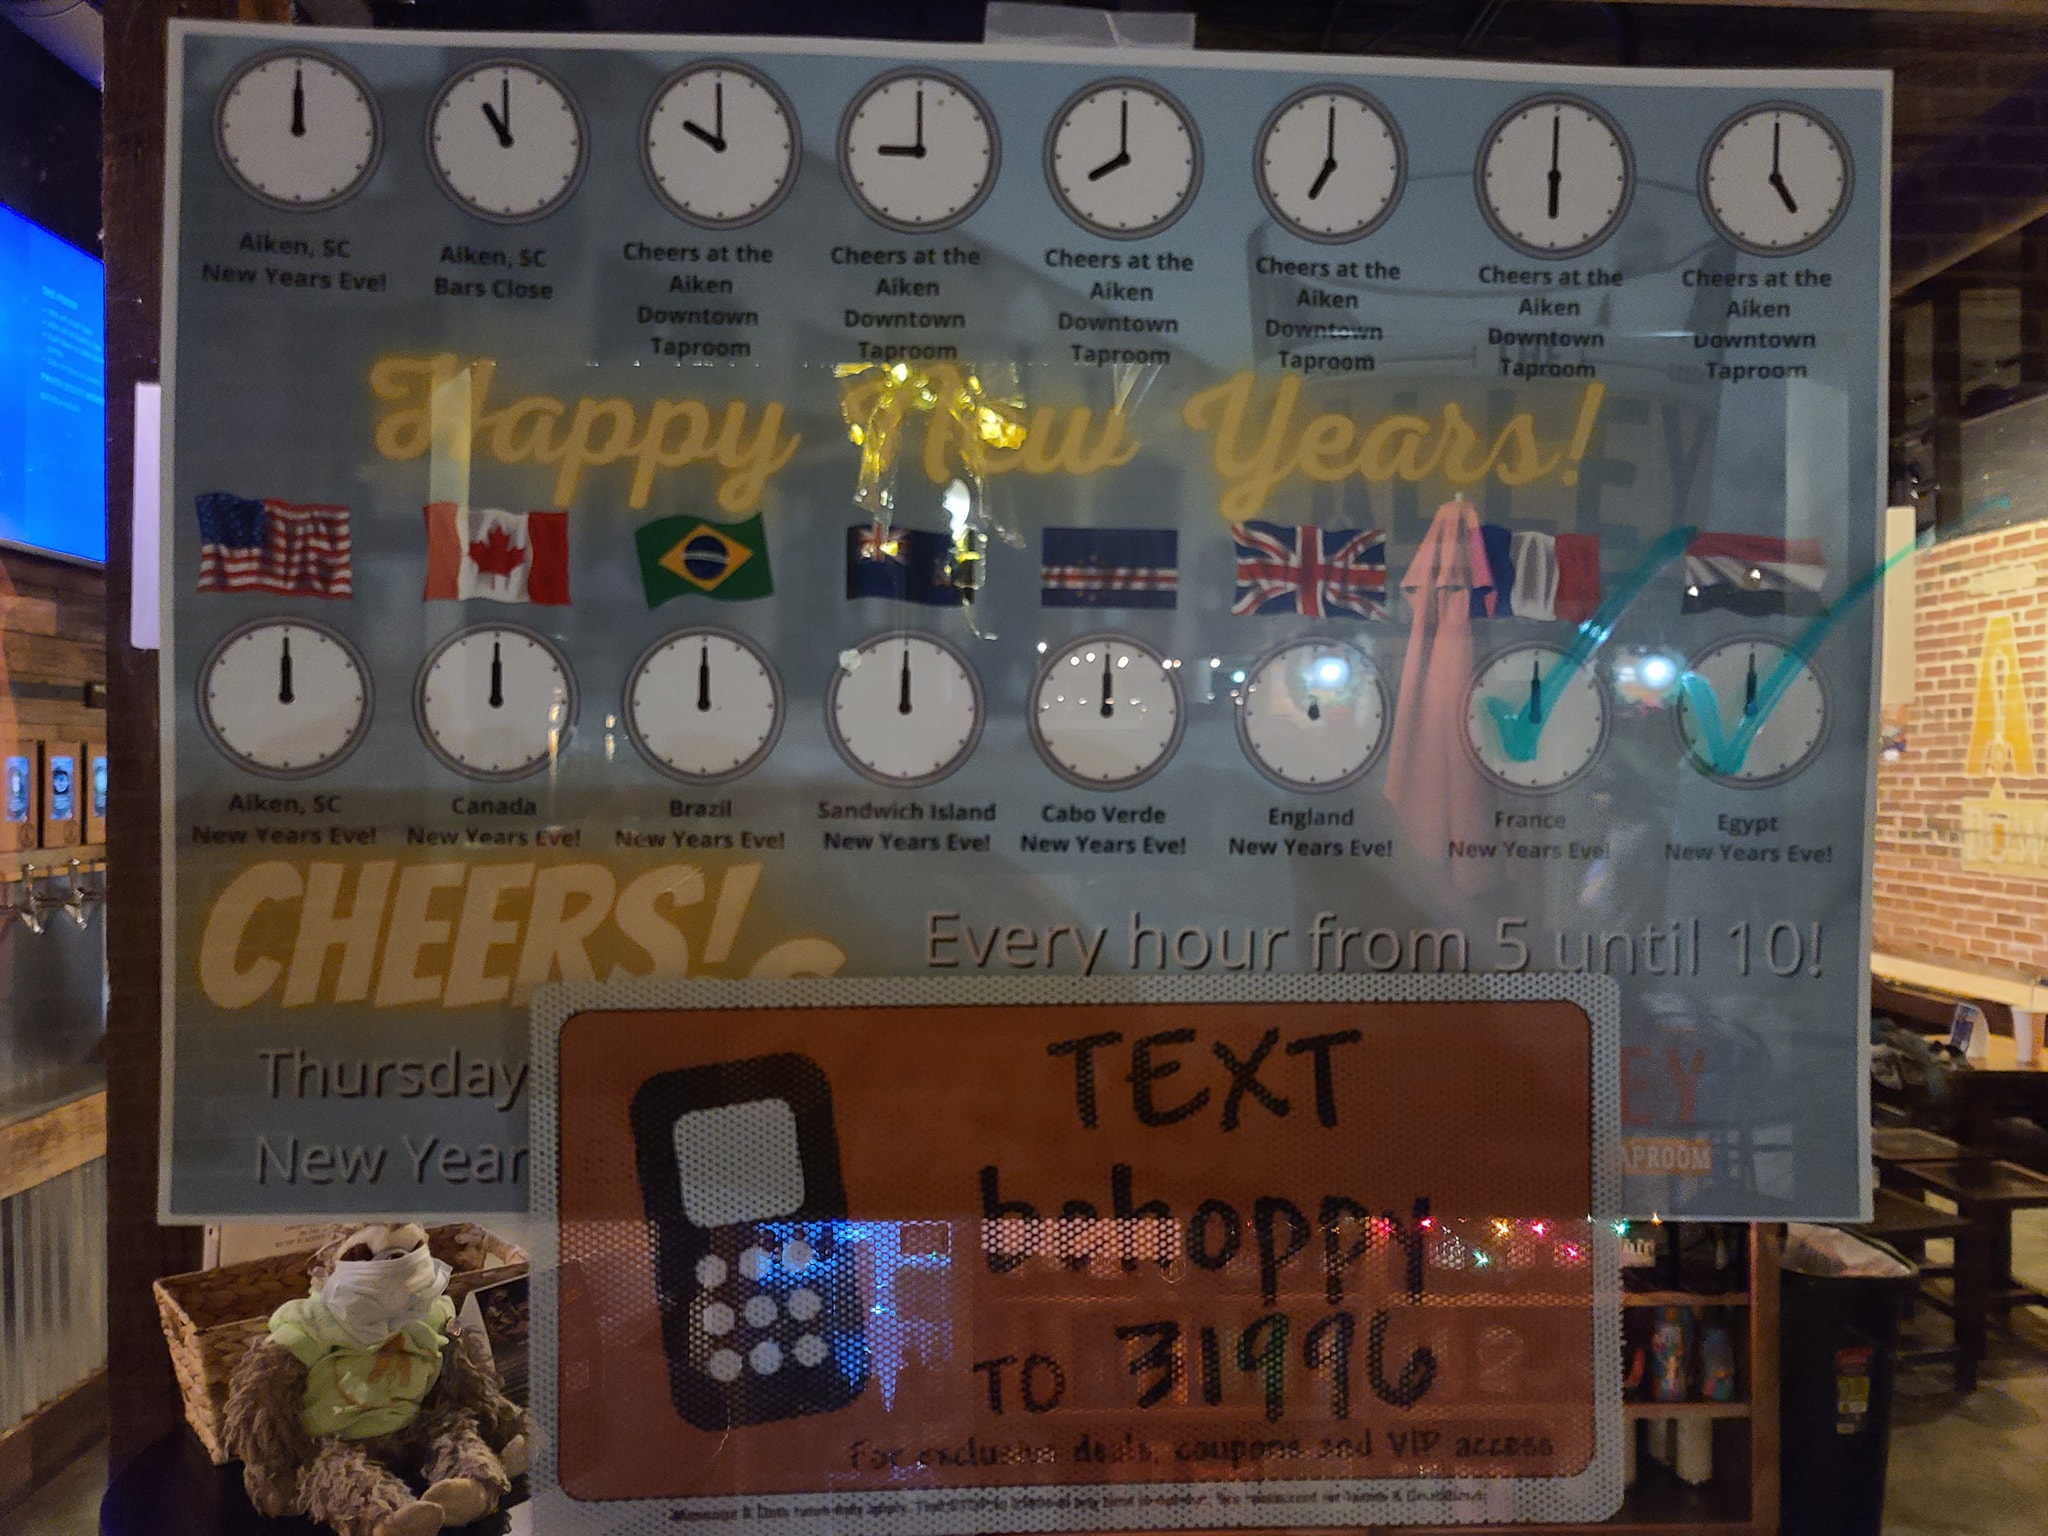 Aiken, SC
New Years Eve!
Aiken, SC
Bars Close
Cheers at the
Aiken
Downtown
Taproom
Cheers at the
Aiken
Downtown
Taproom
Cheers at the
Aiken
Downtown
Taproom
Cheers at the
Aiken
Downtown
Taproom
Cheers at the
Aiken
Downtown
Taproom
Cheers at the
Aiken
Downtown
Taproom
Happy New Years!
Aiken, SC
New Years Eve!
Canada
New Years Eve!
Brazil
New Years Eve!
Sandwich Island
New Years Eve!
Cabo Verde
New Years Eve!
England
New Years Eve!
France
New Years Eve!
Egypt
New Years Eve!
CHEERS!
Every hour from 5 until 10!
Thursday
New Year
EY
APROOM
TEXT
bchoppy
TO 31996
For exclusive deals, coupons and VIP access